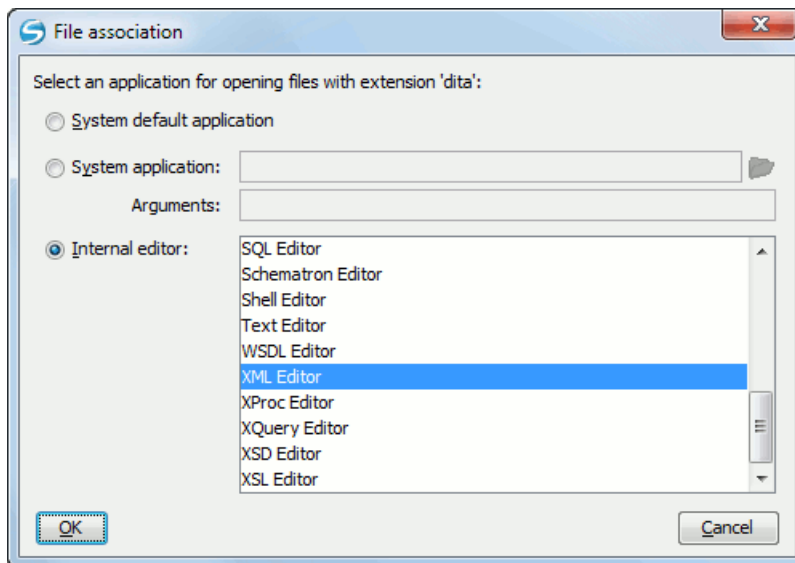 File association
Select an application for opening files with extension 'dita':
System default application
System application:
Arguments:
Internal editor:
SQL Editor
Schematron Editor
Shell Editor
Text Editor
WSDL Editor
XML Editor
XProc Editor
XQuery Editor
XSD Editor
XSL Editor
OK
Cancel